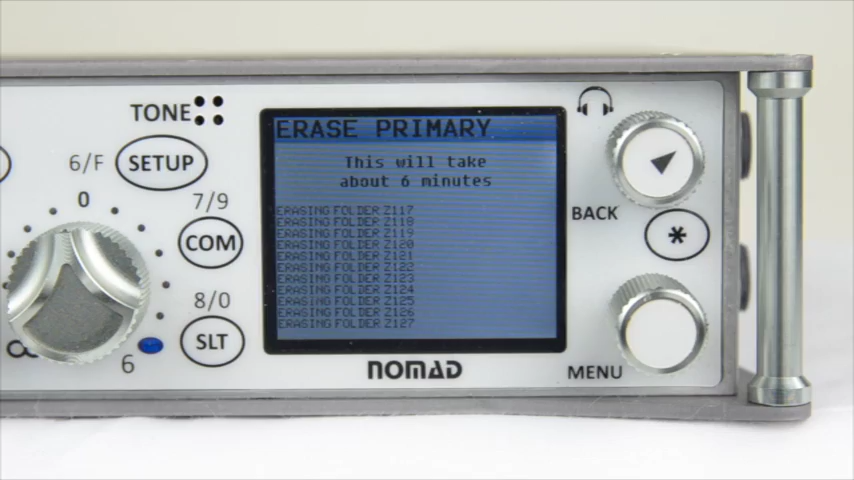 TONE
6/F
SETUP
0
7/9
COM
8/0
SLT
∞
6
ERASE PRIMARY
This will take
about 6 minutes
ERASING FOLDER Z117
ERASING FOLDER Z118
ERASING FOLDER Z119
ERASING FOLDER Z120
ERASING FOLDER Z121
ERASING FOLDER Z122
ERASING FOLDER Z123
ERASING FOLDER Z124
ERASING FOLDER Z125
ERASING FOLDER Z126
ERASING FOLDER Z127
NOMAD
BACK
*
MENU